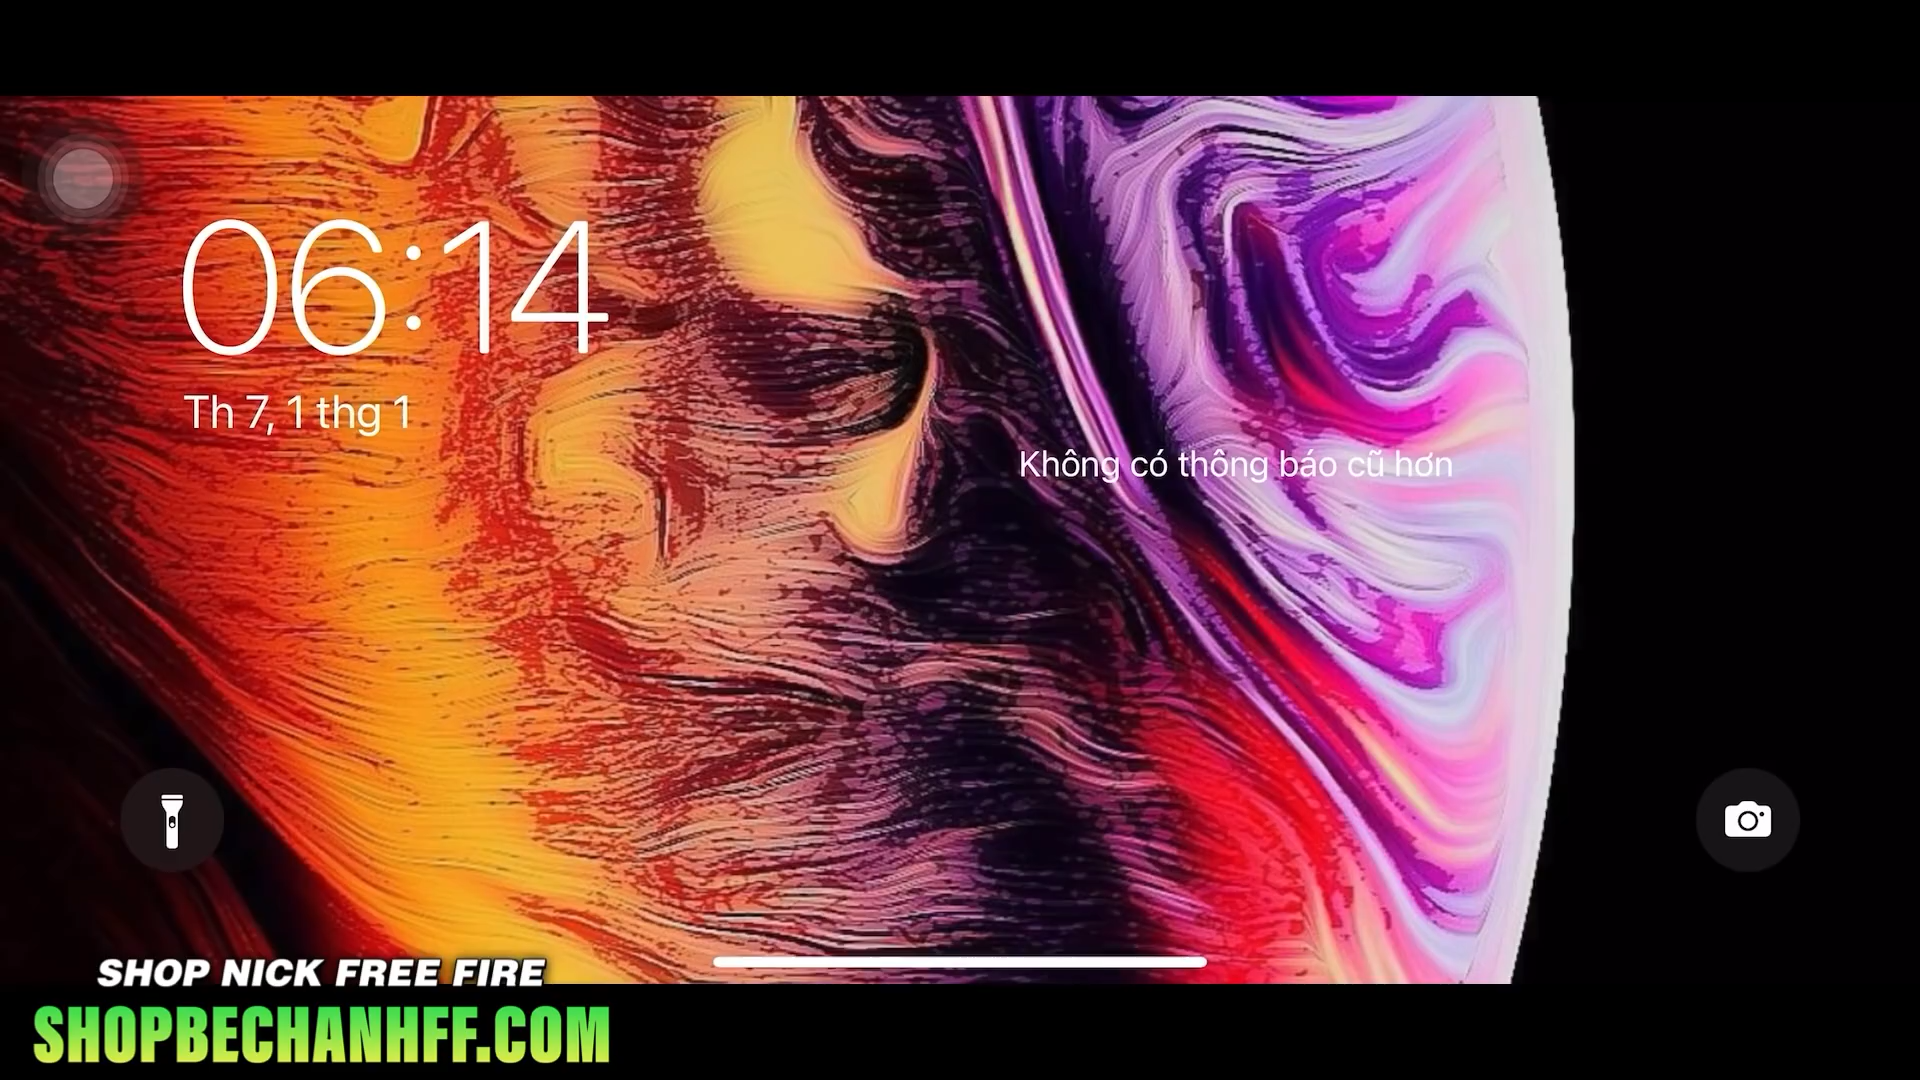 06:14
Th 7, 1 thg 1
Không có thông báo cũ hơn
SHOP NICK FREE FIRE
SHOPBECHANHFF.COM